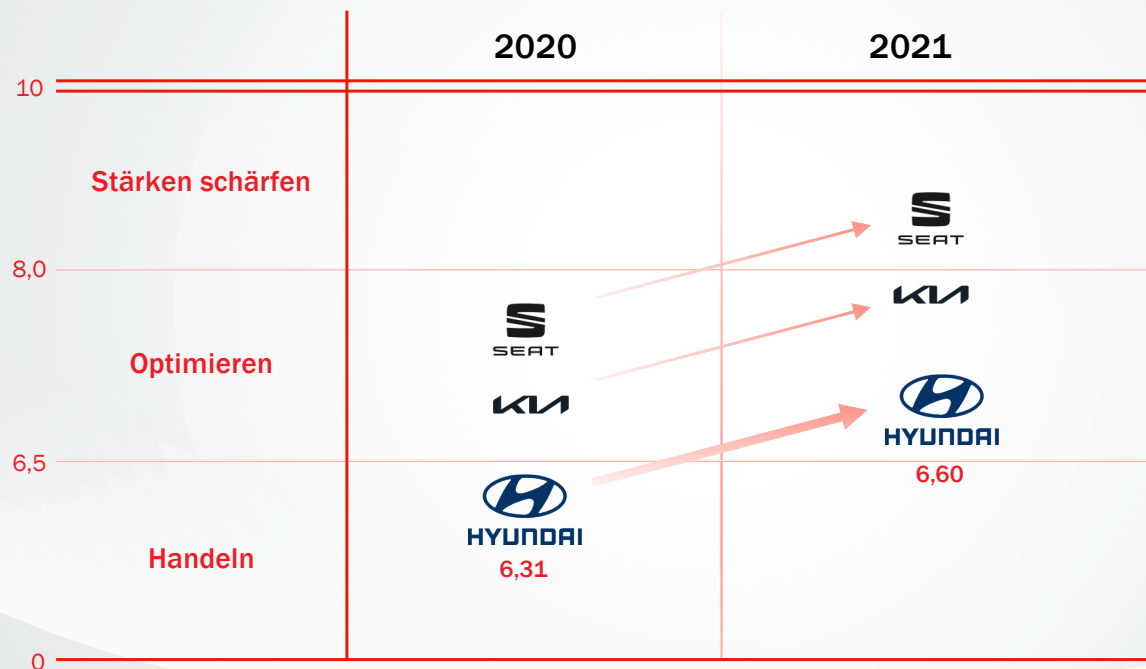 2020
2021
10
Stärken schärfen
SEAT
8,0
KIA
SEAT
Optimieren
KIA
HYUNDAI
6,5
6,60
HYUNDAI
Handeln
6,31
0